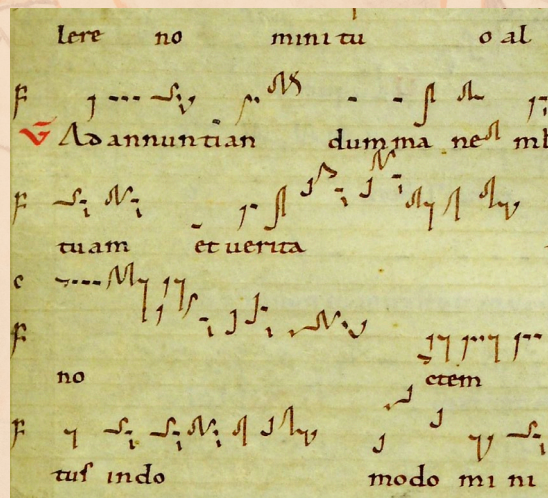 lere no mini tu o al
F
V̄ Ad annuntian dum ma ne mi
F
tuam et uerita
c
F
no ctem
F
tus indo modo mi ni